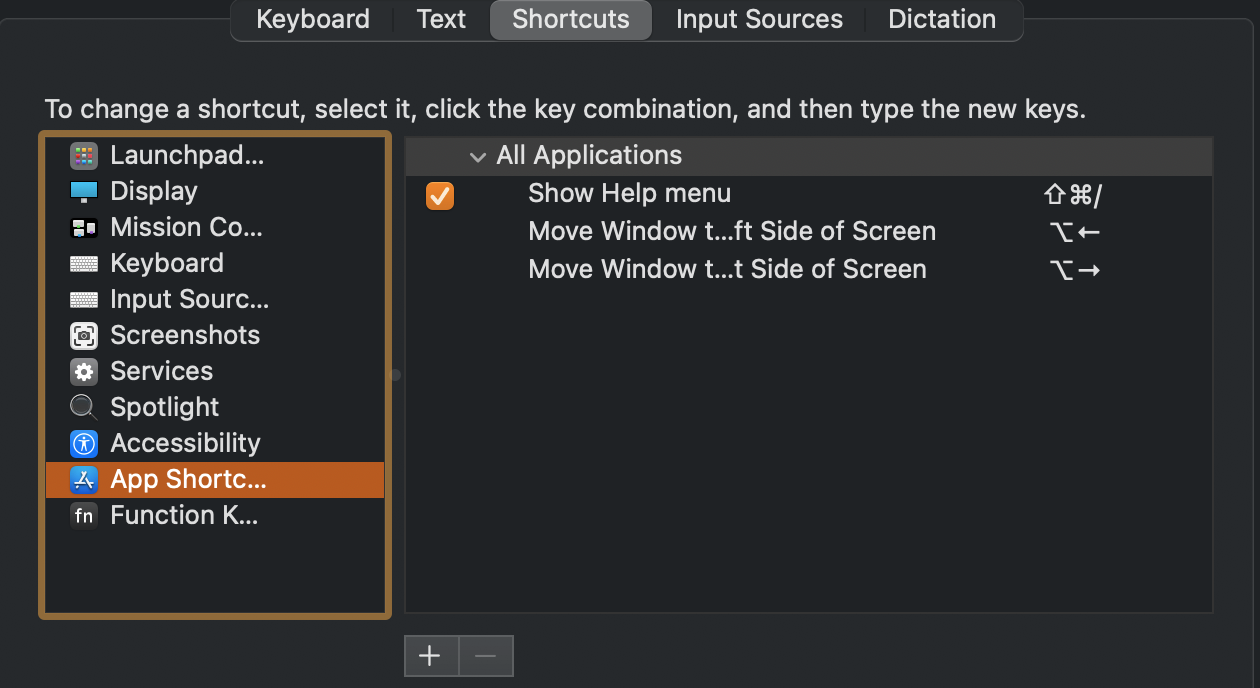 Keyboard Text Shortcuts Input Sources Dictation
To change a shortcut, select it, click the key combination, and then type the new keys.
Launchpad...
Display
Mission Co...
Keyboard
Input Sourc...
Screenshots
Services
Spotlight
Accessibility
App Shortc...
fn Function K...
All Applications
Show Help menu ⇧⌘/
Move Window t...ft Side of Screen ⌥←
Move Window t...t Side of Screen ⌥→
+ −